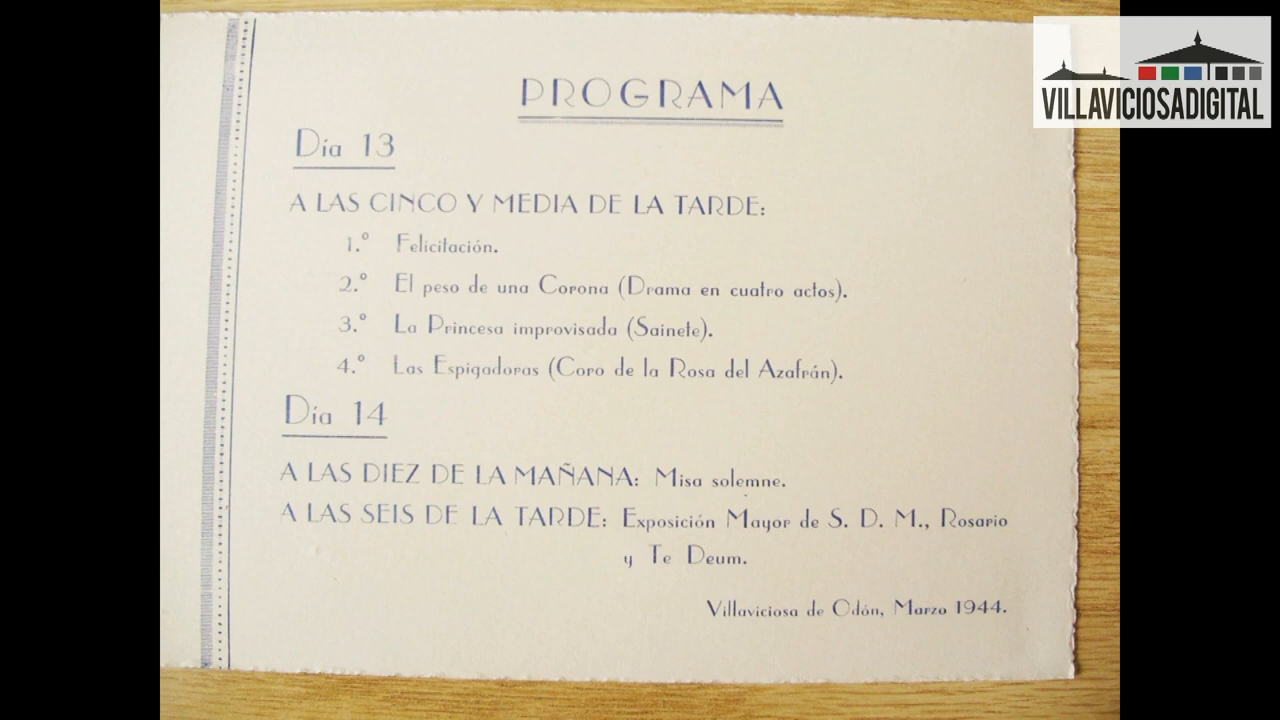 PROGRAMA
Día 13
A LAS CINCO Y MEDIA DE LA TARDE:
1.º Felicitación.
2.º El peso de una Corona (Drama en cuatro actos).
3.º La Princesa improvisada (Sainete).
4.º Las Espigadoras (Coro de la Rosa del Azafrán).
Día 14
A LAS DIEZ DE LA MAÑANA: Misa solemne.
A LAS SEIS DE LA TARDE: Exposición Mayor de S. D. M., Rosario
y Te Deum.
Villaviciosa de Odón, Marzo 1944.
VILLAVICIOSADIGITAL